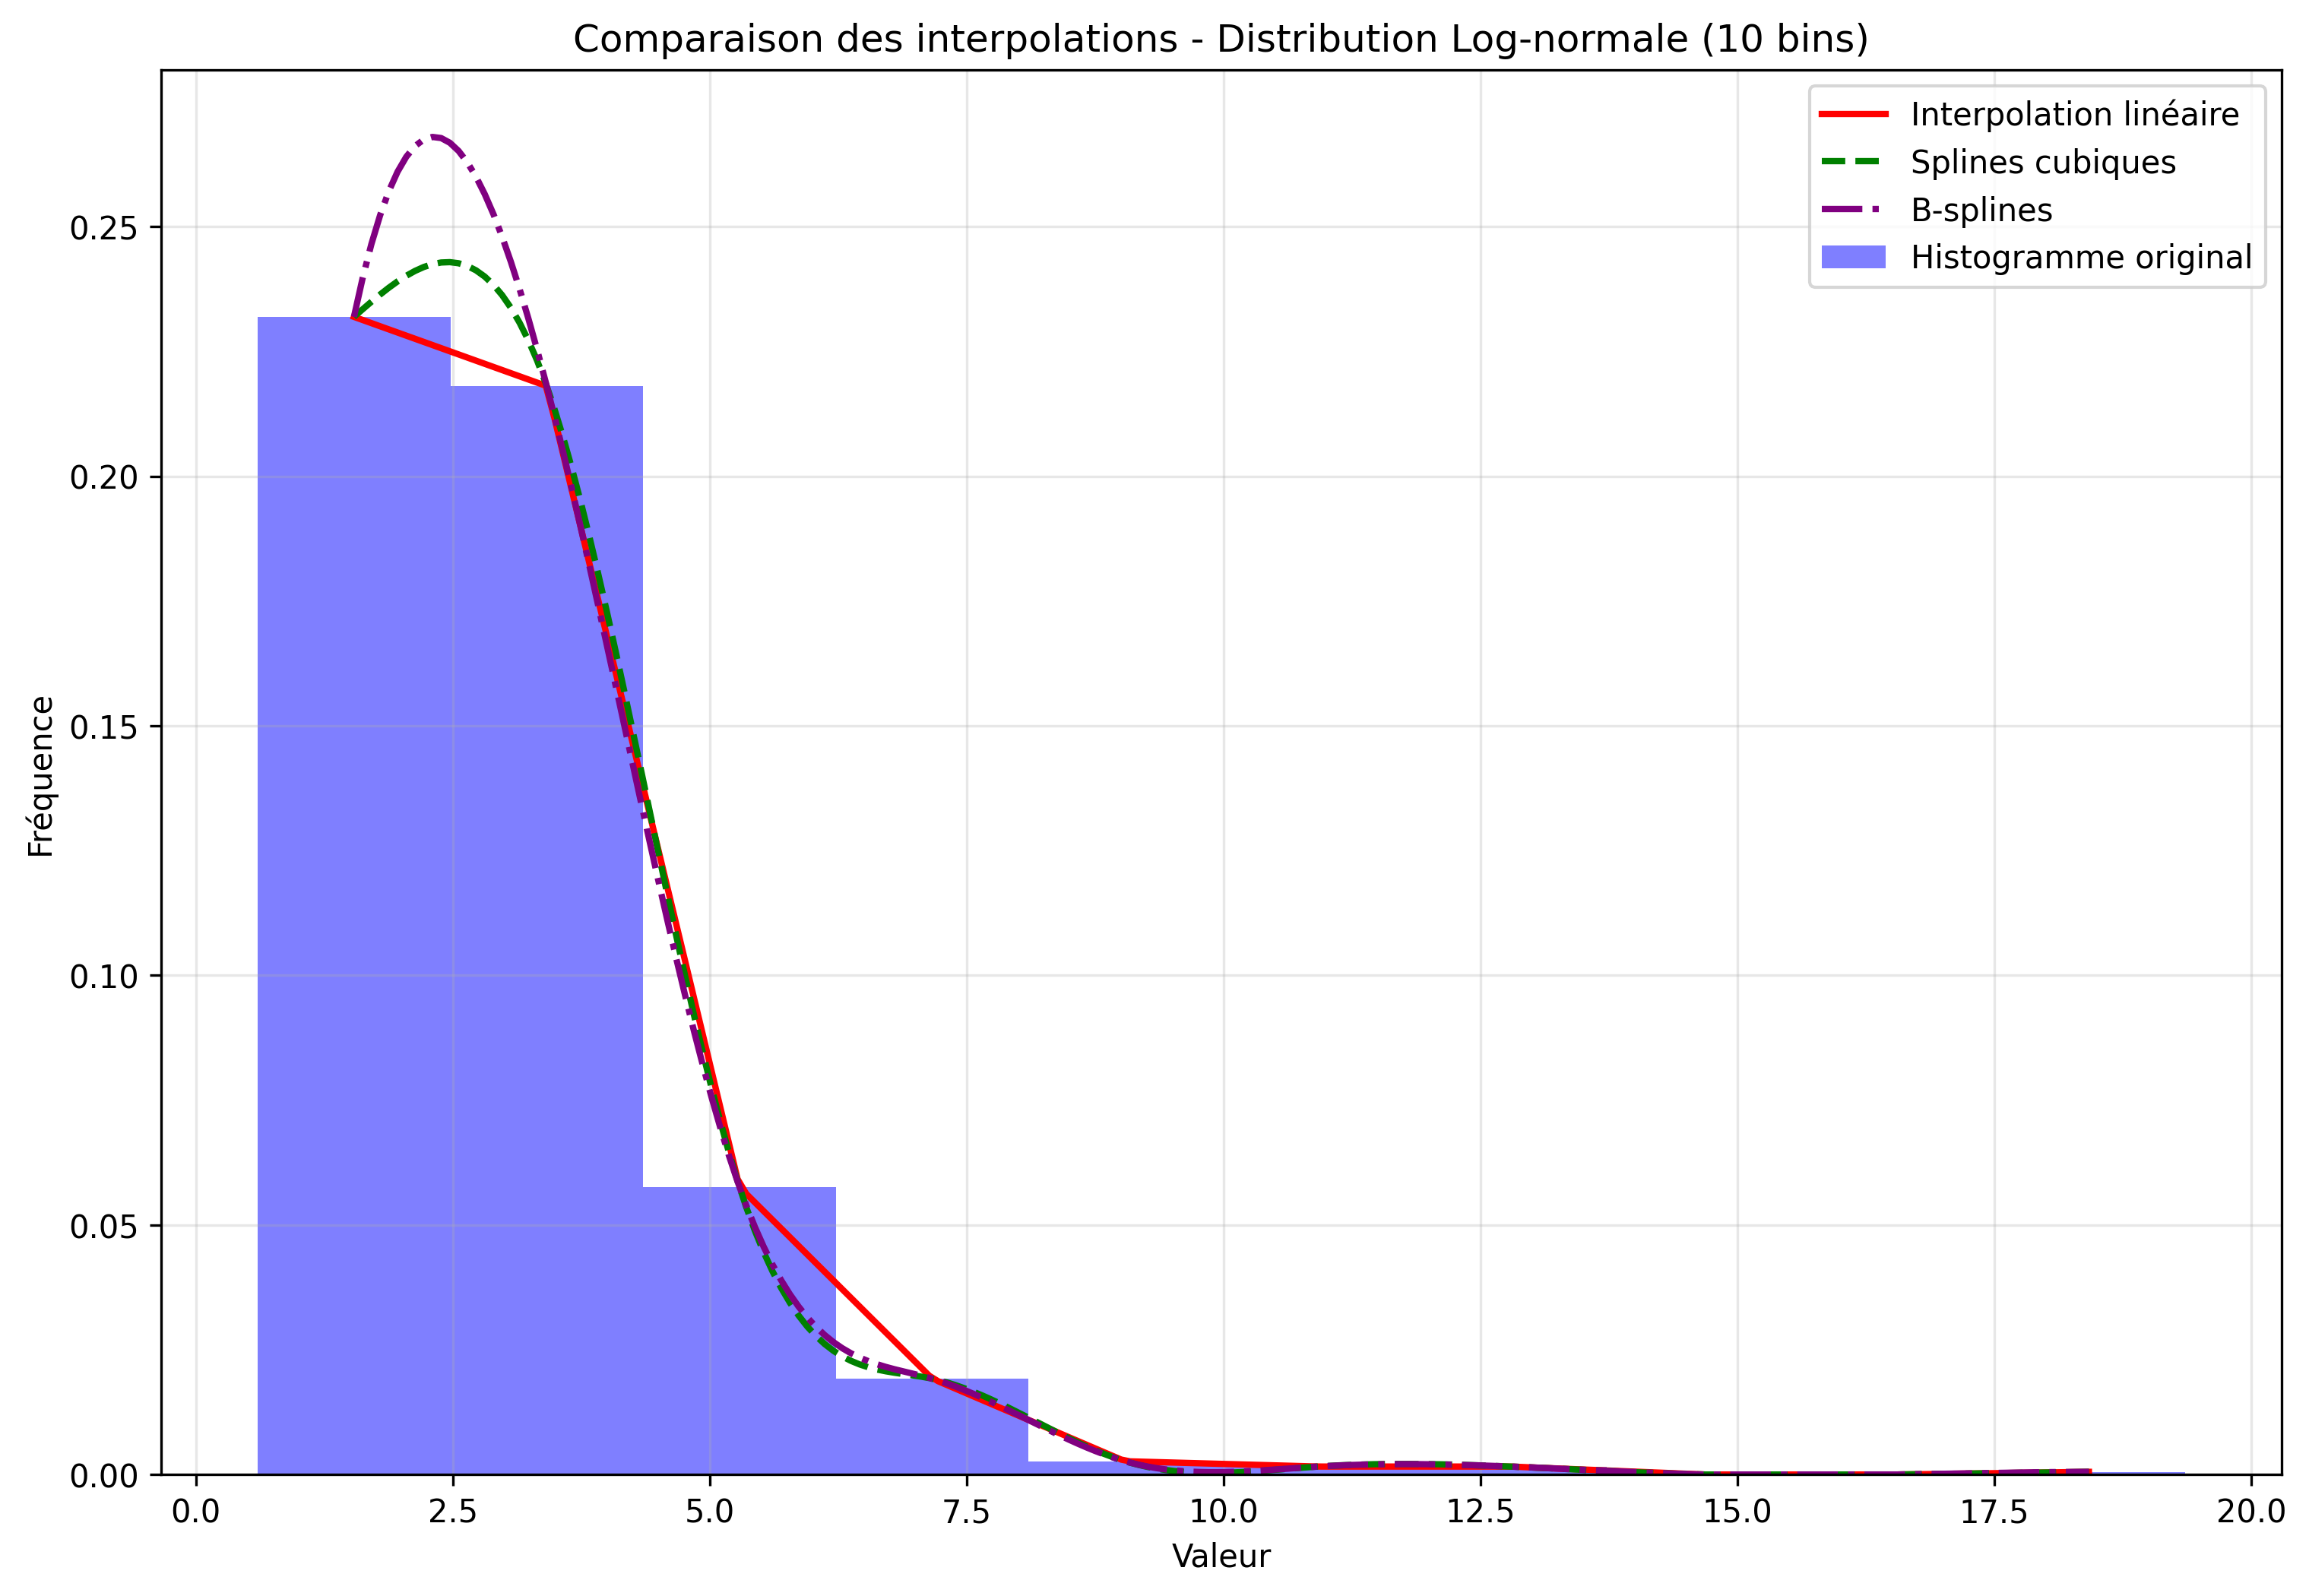 Comparaison des interpolations - Distribution Log-normale (10 bins)
Interpolation linéaire
Splines cubiques
B-splines
Histogramme original
Fréquence
0.25
0.20
0.15
0.10
0.05
0.00
0.0 2.5 5.0 7.5 10.0 12.5 15.0 17.5 20.0
Valeur